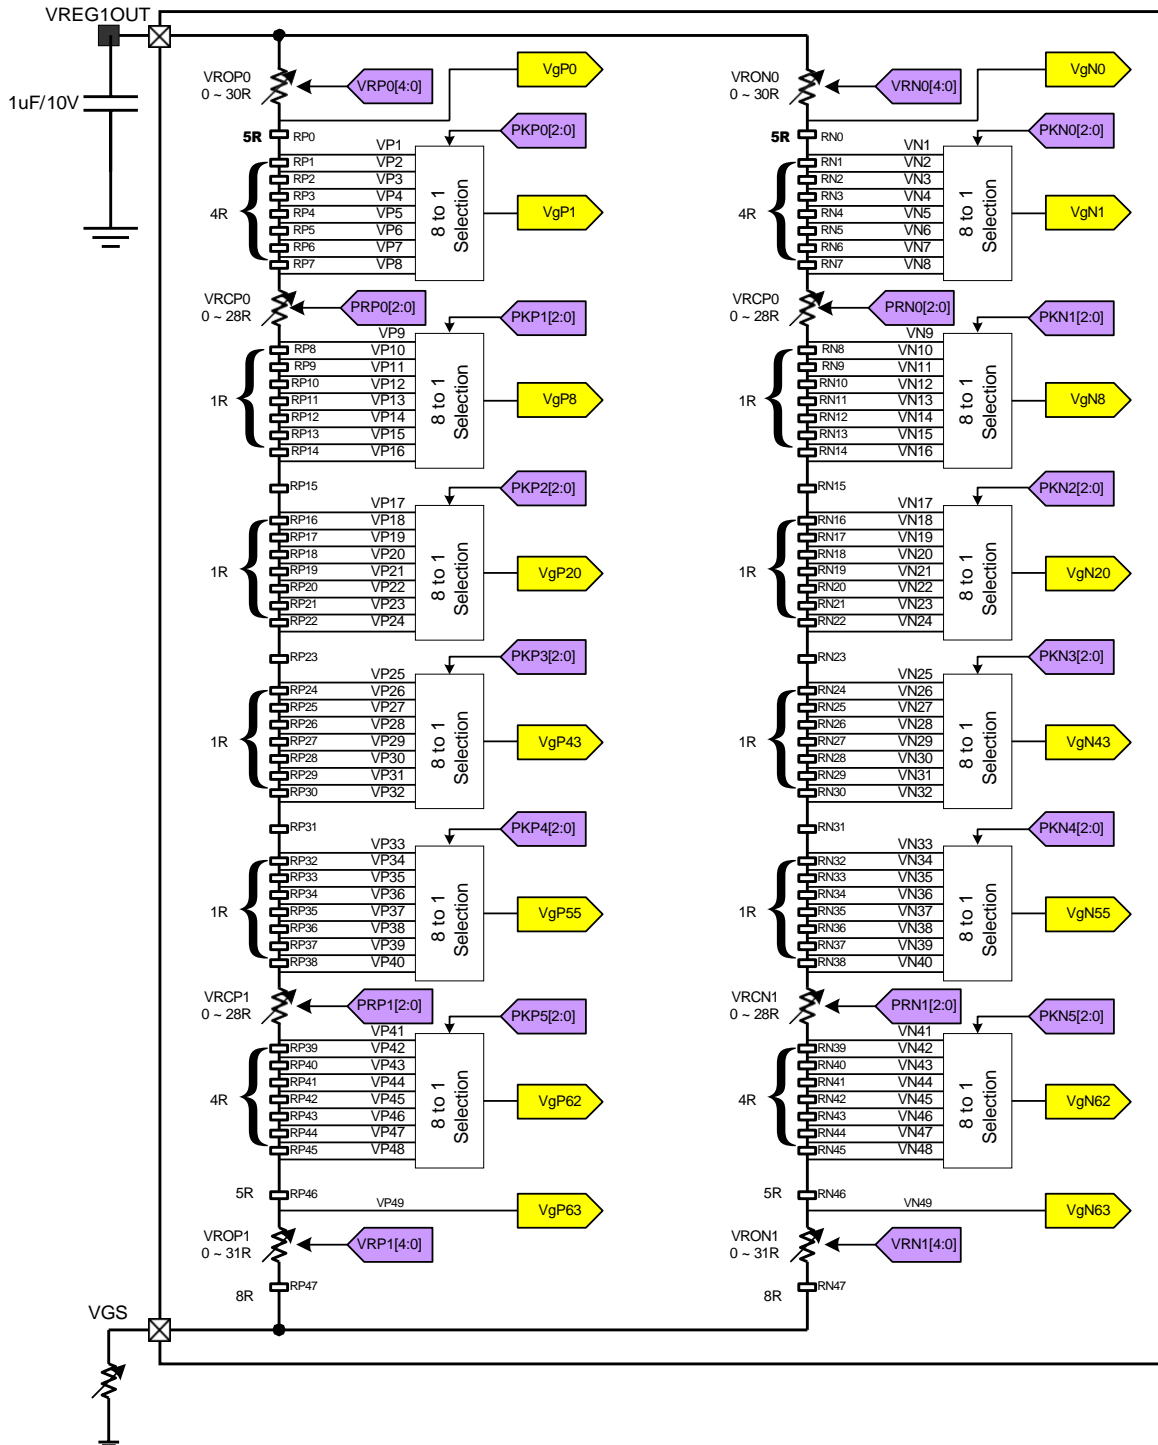 VREG1OUT
1uF/10V
VROP0
0 ~ 30R
VRP0[4:0]
VgP0
5R
RP0
PKP0[2:0]
VP1
RP1
VP2
RP2
VP3
RP3
VP4
RP4
VP5
RP5
VP6
RP6
VP7
RP7
VP8
4R
8 to 1
Selection
VgP1
VRCP0
0 ~ 28R
PRP0[2:0]
PKP1[2:0]
VP9
RP8
VP10
RP9
VP11
RP10
VP12
RP11
VP13
RP12
VP14
RP13
VP15
RP14
VP16
1R
8 to 1
Selection
VgP8
RP15
PKP2[2:0]
VP17
RP16
VP18
RP17
VP19
RP18
VP20
RP19
VP21
RP20
VP22
RP21
VP23
RP22
VP24
1R
8 to 1
Selection
VgP20
RP23
PKP3[2:0]
VP25
RP24
VP26
RP25
VP27
RP26
VP28
RP27
VP29
RP28
VP30
RP29
VP31
RP30
VP32
1R
8 to 1
Selection
VgP43
RP31
PKP4[2:0]
VP33
RP32
VP34
RP33
VP35
RP34
VP36
RP35
VP37
RP36
VP38
RP37
VP39
RP38
VP40
1R
8 to 1
Selection
VgP55
VRCP1
0 ~ 28R
PRP1[2:0]
PKP5[2:0]
VP41
RP39
VP42
RP40
VP43
RP41
VP44
RP42
VP45
RP43
VP46
RP44
VP47
RP45
VP48
4R
8 to 1
Selection
VgP62
5R
RP46
VP49
VgP63
VROP1
0 ~ 31R
VRP1[4:0]
RP47
8R
VGS
VRON0
0 ~ 30R
VRN0[4:0]
VgN0
5R
RN0
PKN0[2:0]
VN1
RN1
VN2
RN2
VN3
RN3
VN4
RN4
VN5
RN5
VN6
RN6
VN7
RN7
VN8
4R
8 to 1
Selection
VgN1
VRCP0
0 ~ 28R
PRN0[2:0]
PKN1[2:0]
VN9
RN8
VN10
RN9
VN11
RN10
VN12
RN11
VN13
RN12
VN14
RN13
VN15
RN14
VN16
1R
8 to 1
Selection
VgN8
RN15
PKN2[2:0]
VN17
RN16
VN18
RN17
VN19
RN18
VN20
RN19
VN21
RN20
VN22
RN21
VN23
RN22
VN24
1R
8 to 1
Selection
VgN20
RN23
PKN3[2:0]
VN25
RN24
VN26
RN25
VN27
RN26
VN28
RN27
VN29
RN28
VN30
RN29
VN31
RN30
VN32
1R
8 to 1
Selection
VgN43
RN31
PKN4[2:0]
VN33
RN32
VN34
RN33
VN35
RN34
VN36
RN35
VN37
RN36
VN38
RN37
VN39
RN38
VN40
1R
8 to 1
Selection
VgN55
VRCN1
0 ~ 28R
PRN1[2:0]
PKN5[2:0]
VN41
RN39
VN42
RN40
VN43
RN41
VN44
RN42
VN45
RN43
VN46
RN44
VN47
RN45
VN48
4R
8 to 1
Selection
VgN62
5R
RN46
VN49
VgN63
VRON1
0 ~ 31R
VRN1[4:0]
RN47
8R